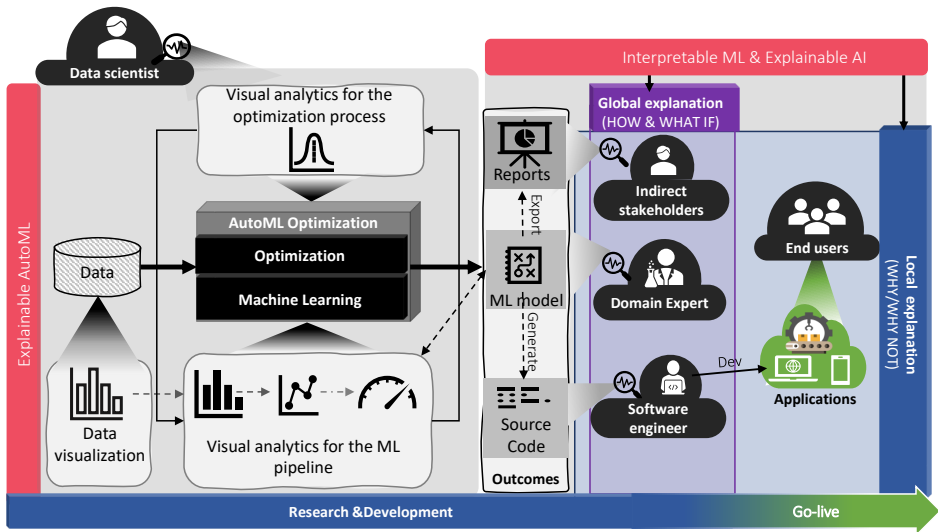 Data scientist
Interpretable ML & Explainable AI
Explainable AutoML
Visual analytics for the
optimization process
Global explanation
(HOW & WHAT IF)
Reports
Indirect
stakeholders
Export
AutoML Optimization
Optimization
Machine Learning
Data
End users
Local explanation
(WHY/WHY NOT)
ML model
Domain Expert
Generate
Dev
Applications
Data
visualization
Visual analytics for the ML
pipeline
Source
Code
Software
engineer
Outcomes
Research &Development
Go-live